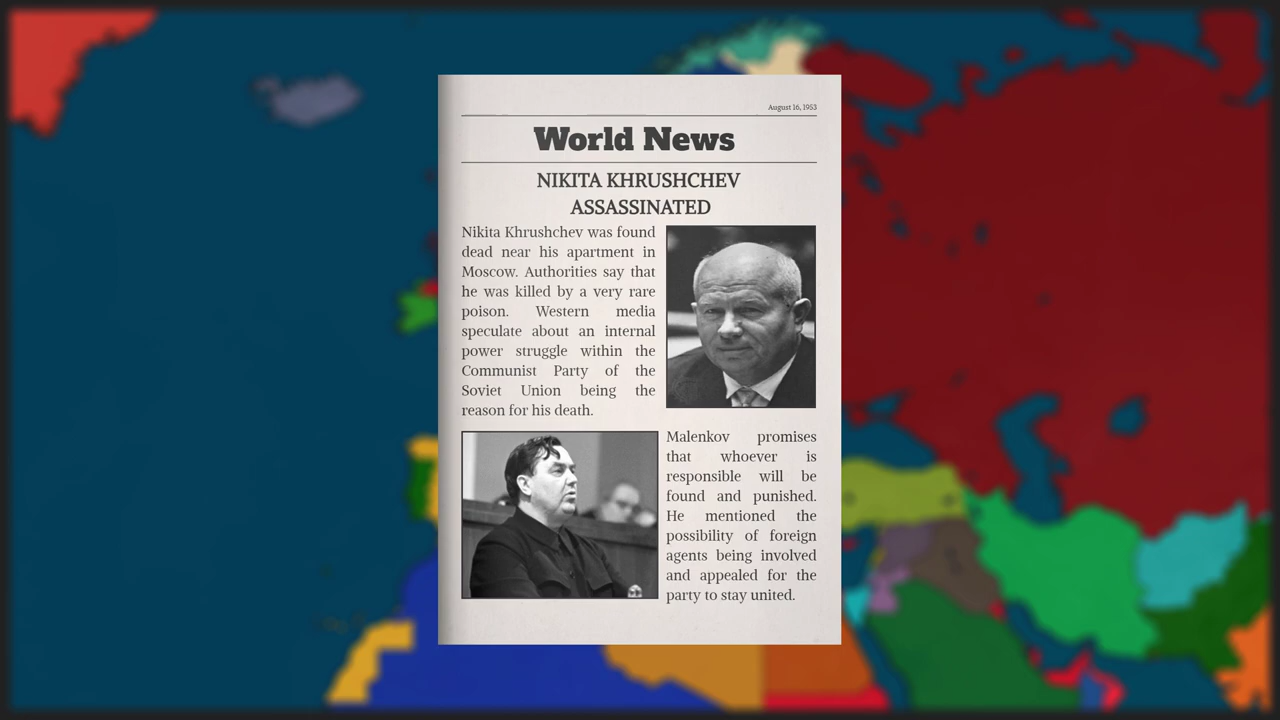 August 16, 1953
World News
NIKITA KHRUSHCHEV
ASSASSINATED
Nikita Khrushchev was found
dead near his apartment in
Moscow. Authorities say that
he was killed by a very rare
poison. Western media
speculate about an internal
power struggle within the
Communist Party of the
Soviet Union being the
reason for his death.
Malenkov promises
that whoever is
responsible will be
found and punished.
He mentioned the
possibility of foreign
agents being involved
and appealed for the
party to stay united.